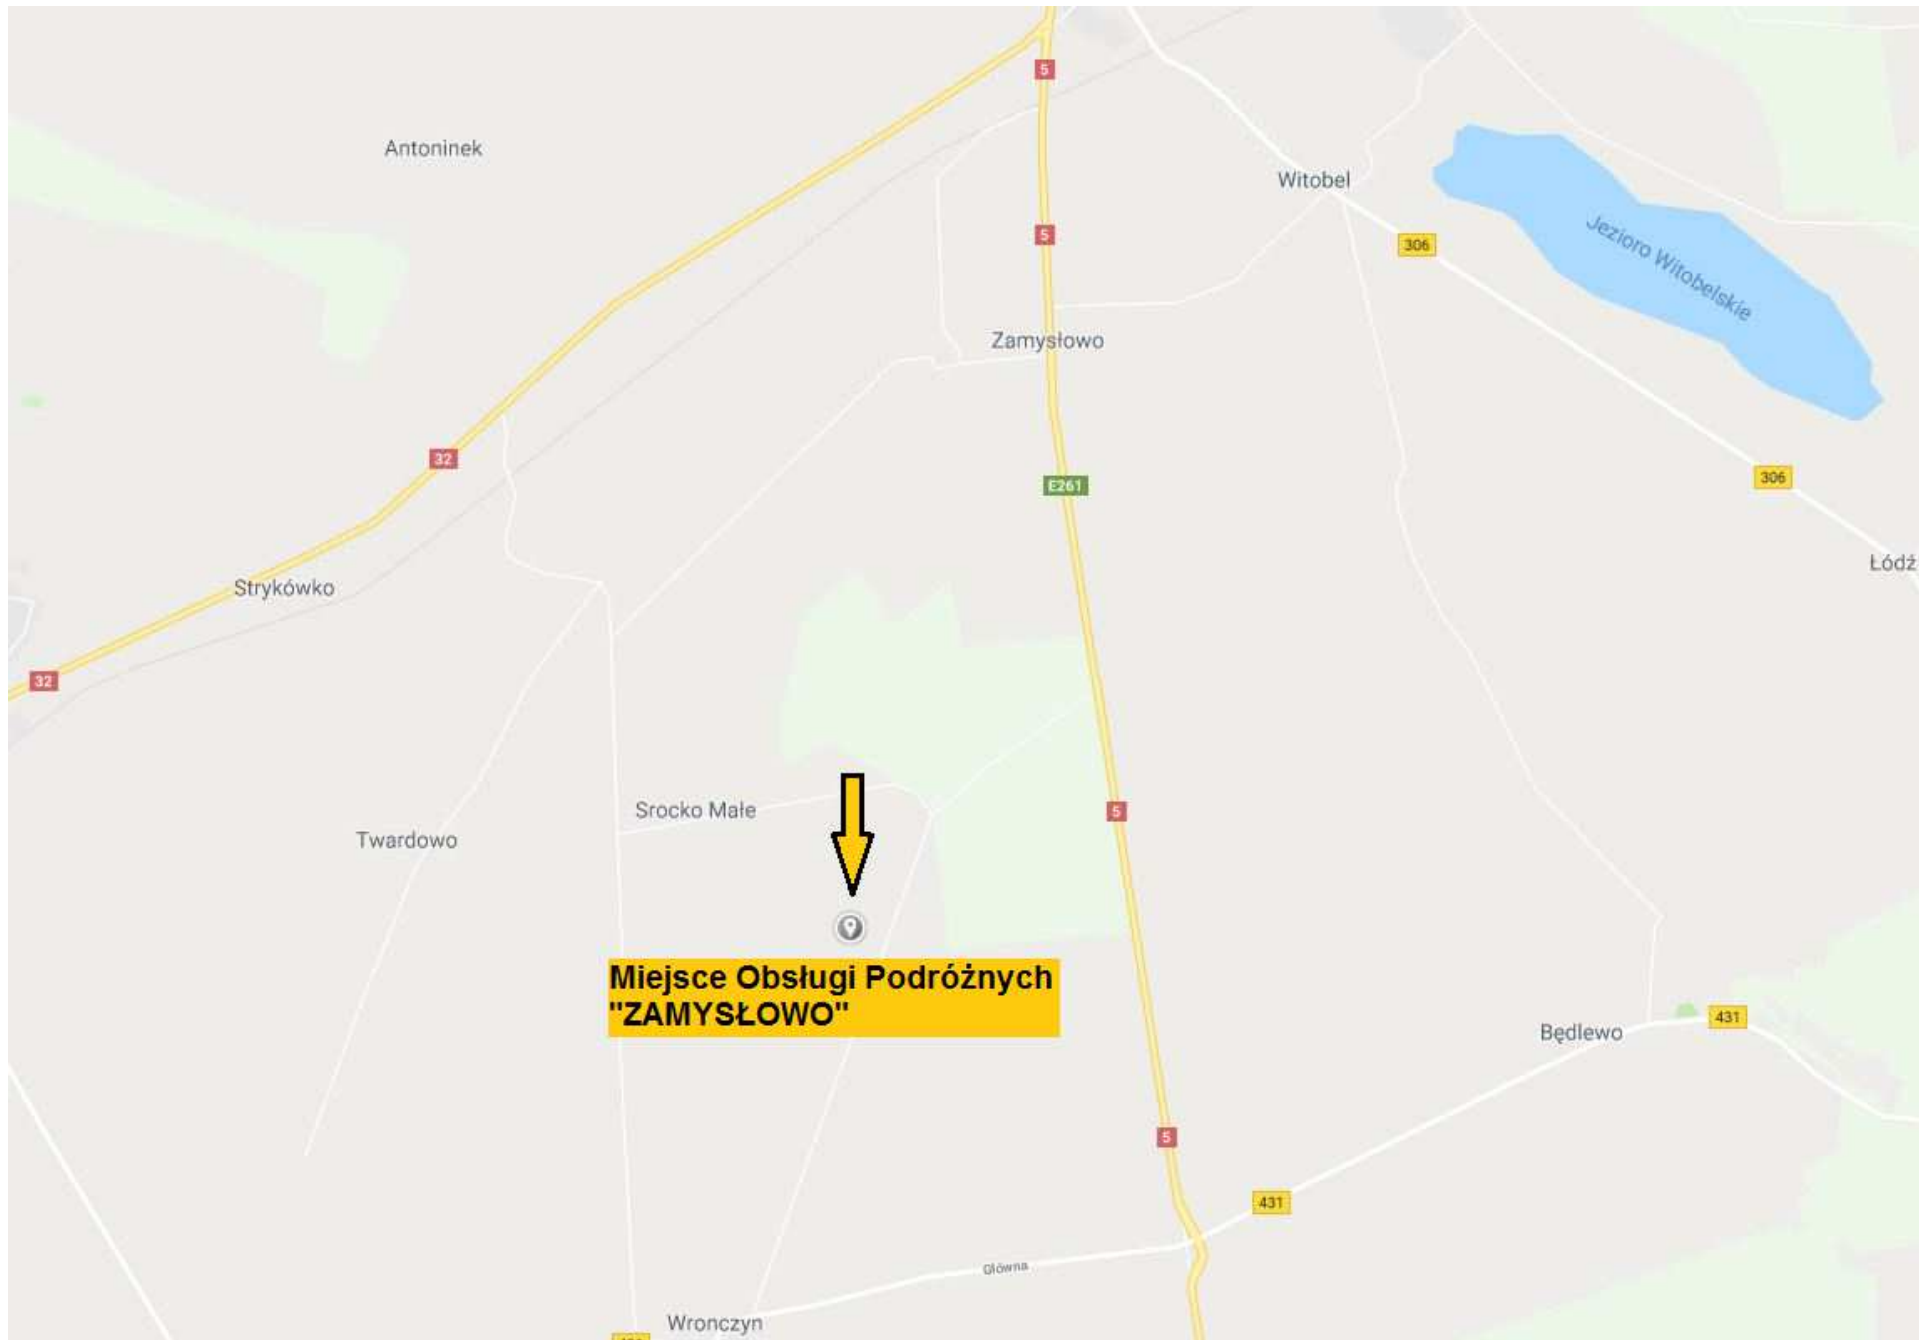 5
Antoninek
Witobel
5
306
Jezioro Witobelskie
Zamysłowo
32
306
E261
Łódź
Strykówko
32
Srocko Małe
5
Twardowo
Miejsce Obsługi Podróżnych
"ZAMYSŁOWO"
431
Będlewo
5
431
Główna
Wronczyn